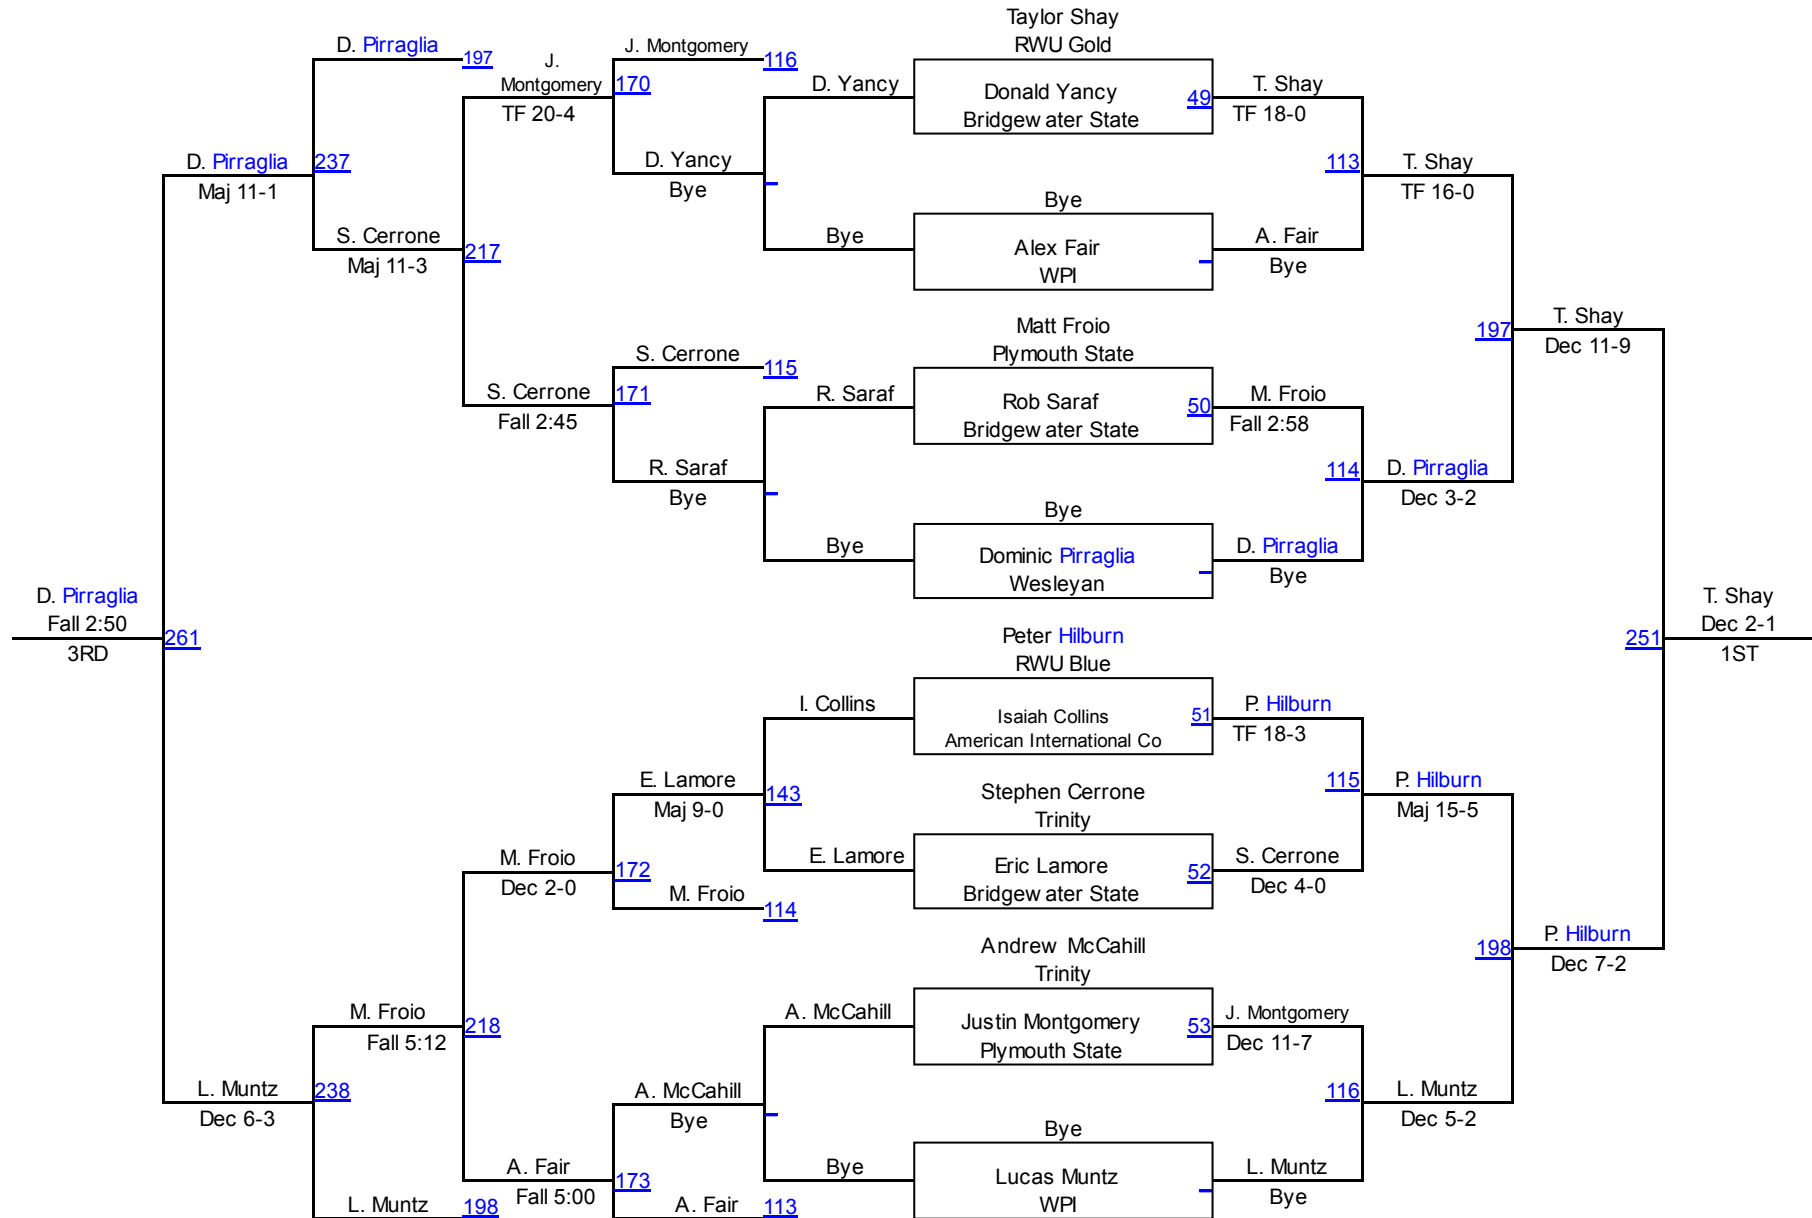 Taylor Shay
RWU Gold
D. Pirraglia
197
J.
Montgomery
TF 20-4
J. Montgomery
116
170
D. Yancy
Donald Yancy
Bridgewater State
49
T. Shay
TF 18-0
D. Pirraglia
Maj 11-1
237
D. Yancy
Bye
113
T. Shay
TF 16-0
Bye
S. Cerrone
Maj 11-3
217
Bye
Alex Fair
WPI
A. Fair
Bye
Matt Froio
Plymouth State
197
T. Shay
Dec 11-9
S. Cerrone
115
S. Cerrone
Fall 2:45
171
R. Saraf
Rob Saraf
Bridgewater State
50
M. Froio
Fall 2:58
R. Saraf
Bye
114
D. Pirraglia
Dec 3-2
Bye
Bye
Dominic Pirraglia
Wesleyan
D. Pirraglia
Bye
D. Pirraglia
Fall 2:50
3RD
261
Peter Hilburn
RWU Blue
251
T. Shay
Dec 2-1
1ST
I. Collins
Isaiah Collins
American International Co
51
P. Hilburn
TF 18-3
E. Lamore
Maj 9-0
143
Stephen Cerrone
Trinity
115
P. Hilburn
Maj 15-5
M. Froio
Dec 2-0
172
E. Lamore
Eric Lamore
Bridgewater State
52
S. Cerrone
Dec 4-0
M. Froio
114
Andrew McCahill
Trinity
198
P. Hilburn
Dec 7-2
M. Froio
Fall 5:12
218
A. McCahill
Justin Montgomery
Plymouth State
53
J. Montgomery
Dec 11-7
L. Muntz
Dec 6-3
238
A. McCahill
Bye
116
L. Muntz
Dec 5-2
Bye
A. Fair
Fall 5:00
173
Bye
Lucas Muntz
WPI
L. Muntz
Bye
L. Muntz
198
A. Fair
113